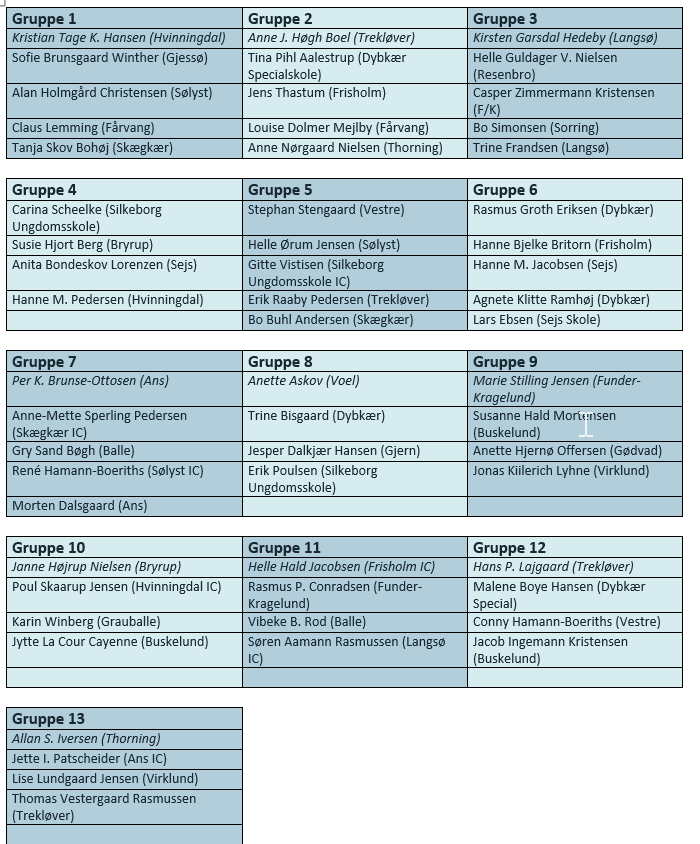 Gruppe 1
Gruppe 2
Gruppe 3
Kristian Tage K. Hansen (Hvinningdal)
Anne J. Høgh Boel (Trekløver)
Kirsten Garsdal Hedeby (Langsø)
Sofie Brunsgaard Winther (Gjessø)
Tina Pihl Aalestrup (Dybkær
Specialskole)
Helle Guldager V. Nielsen
(Resenbro)
Alan Holmgård Christensen (Sølyst)
Jens Thastum (Frisholm)
Casper Zimmermann Kristensen
(F/K)
Claus Lemming (Fårvang)
Louise Dolmer Mejlby (Fårvang)
Bo Simonsen (Sorring)
Tanja Skov Bohøj (Skægkær)
Anne Nørgaard Nielsen (Thorning)
Trine Frandsen (Langsø)
Gruppe 4
Gruppe 5
Gruppe 6
Carina Scheelke (Silkeborg
Ungdomsskole)
Stephan Stengaard (Vestre)
Rasmus Groth Eriksen (Dybkær)
Susie Hjort Berg (Bryrup)
Helle Ørum Jensen (Sølyst)
Hanne Bjelke Britorn (Frisholm)
Anita Bondeskov Lorenzen (Sejs)
Gitte Vistisen (Silkeborg
Ungdomsskole IC)
Hanne M. Jacobsen (Sejs)
Hanne M. Pedersen (Hvinningdal)
Erik Raaby Pedersen (Trekløver)
Agnete Klitte Ramhøj (Dybkær)
Bo Buhl Andersen (Skægkær)
Lars Ebsen (Sejs Skole)
Gruppe 7
Gruppe 8
Gruppe 9
Per K. Brunse-Ottosen (Ans)
Anette Askov (Voel)
Marie Stilling Jensen (Funder-
Kragelund)
Anne-Mette Sperling Pedersen
(Skægkær IC)
Trine Bisgaard (Dybkær)
Susanne Hald Mortensen
(Buskelund)
Gry Sand Bøgh (Balle)
Jesper Dalkjær Hansen (Gjern)
Anette Hjernø Offersen (Gødvad)
René Hamann-Boeriths (Sølyst IC)
Erik Poulsen (Silkeborg
Ungdomsskole)
Jonas Kiilerich Lyhne (Virklund)
Morten Dalsgaard (Ans)
Gruppe 10
Gruppe 11
Gruppe 12
Janne Højrup Nielsen (Bryrup)
Helle Hald Jacobsen (Frisholm IC)
Hans P. Lajgaard (Trekløver)
Poul Skaarup Jensen (Hvinningdal IC)
Rasmus P. Conradsen (Funder-
Kragelund)
Malene Boye Hansen (Dybkær
Special)
Karin Winberg (Grauballe)
Vibeke B. Rod (Balle)
Conny Hamann-Boeriths (Vestre)
Jytte La Cour Cayenne (Buskelund)
Søren Aamann Rasmussen (Langsø
IC)
Jacob Ingemann Kristensen
(Buskelund)
Gruppe 13
Allan S. Iversen (Thorning)
Jette I. Patscheider (Ans IC)
Lise Lundgaard Jensen (Virklund)
Thomas Vestergaard Rasmussen
(Trekløver)